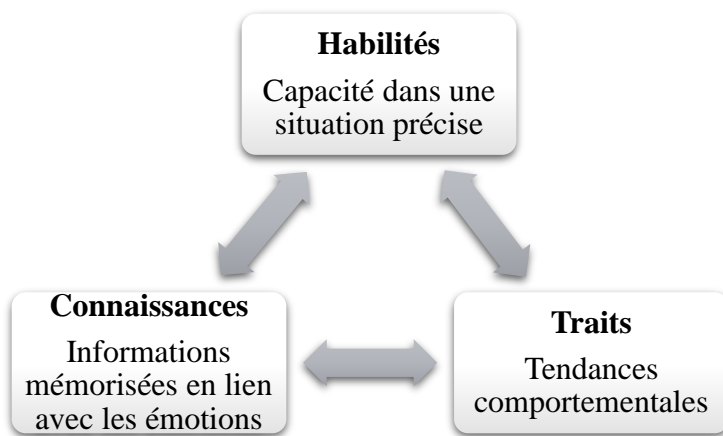 Habilités
Capacité dans une
situation précise
Connaissances
Informations
mémorisées en lien
avec les émotions
Traits
Tendances
comportementales